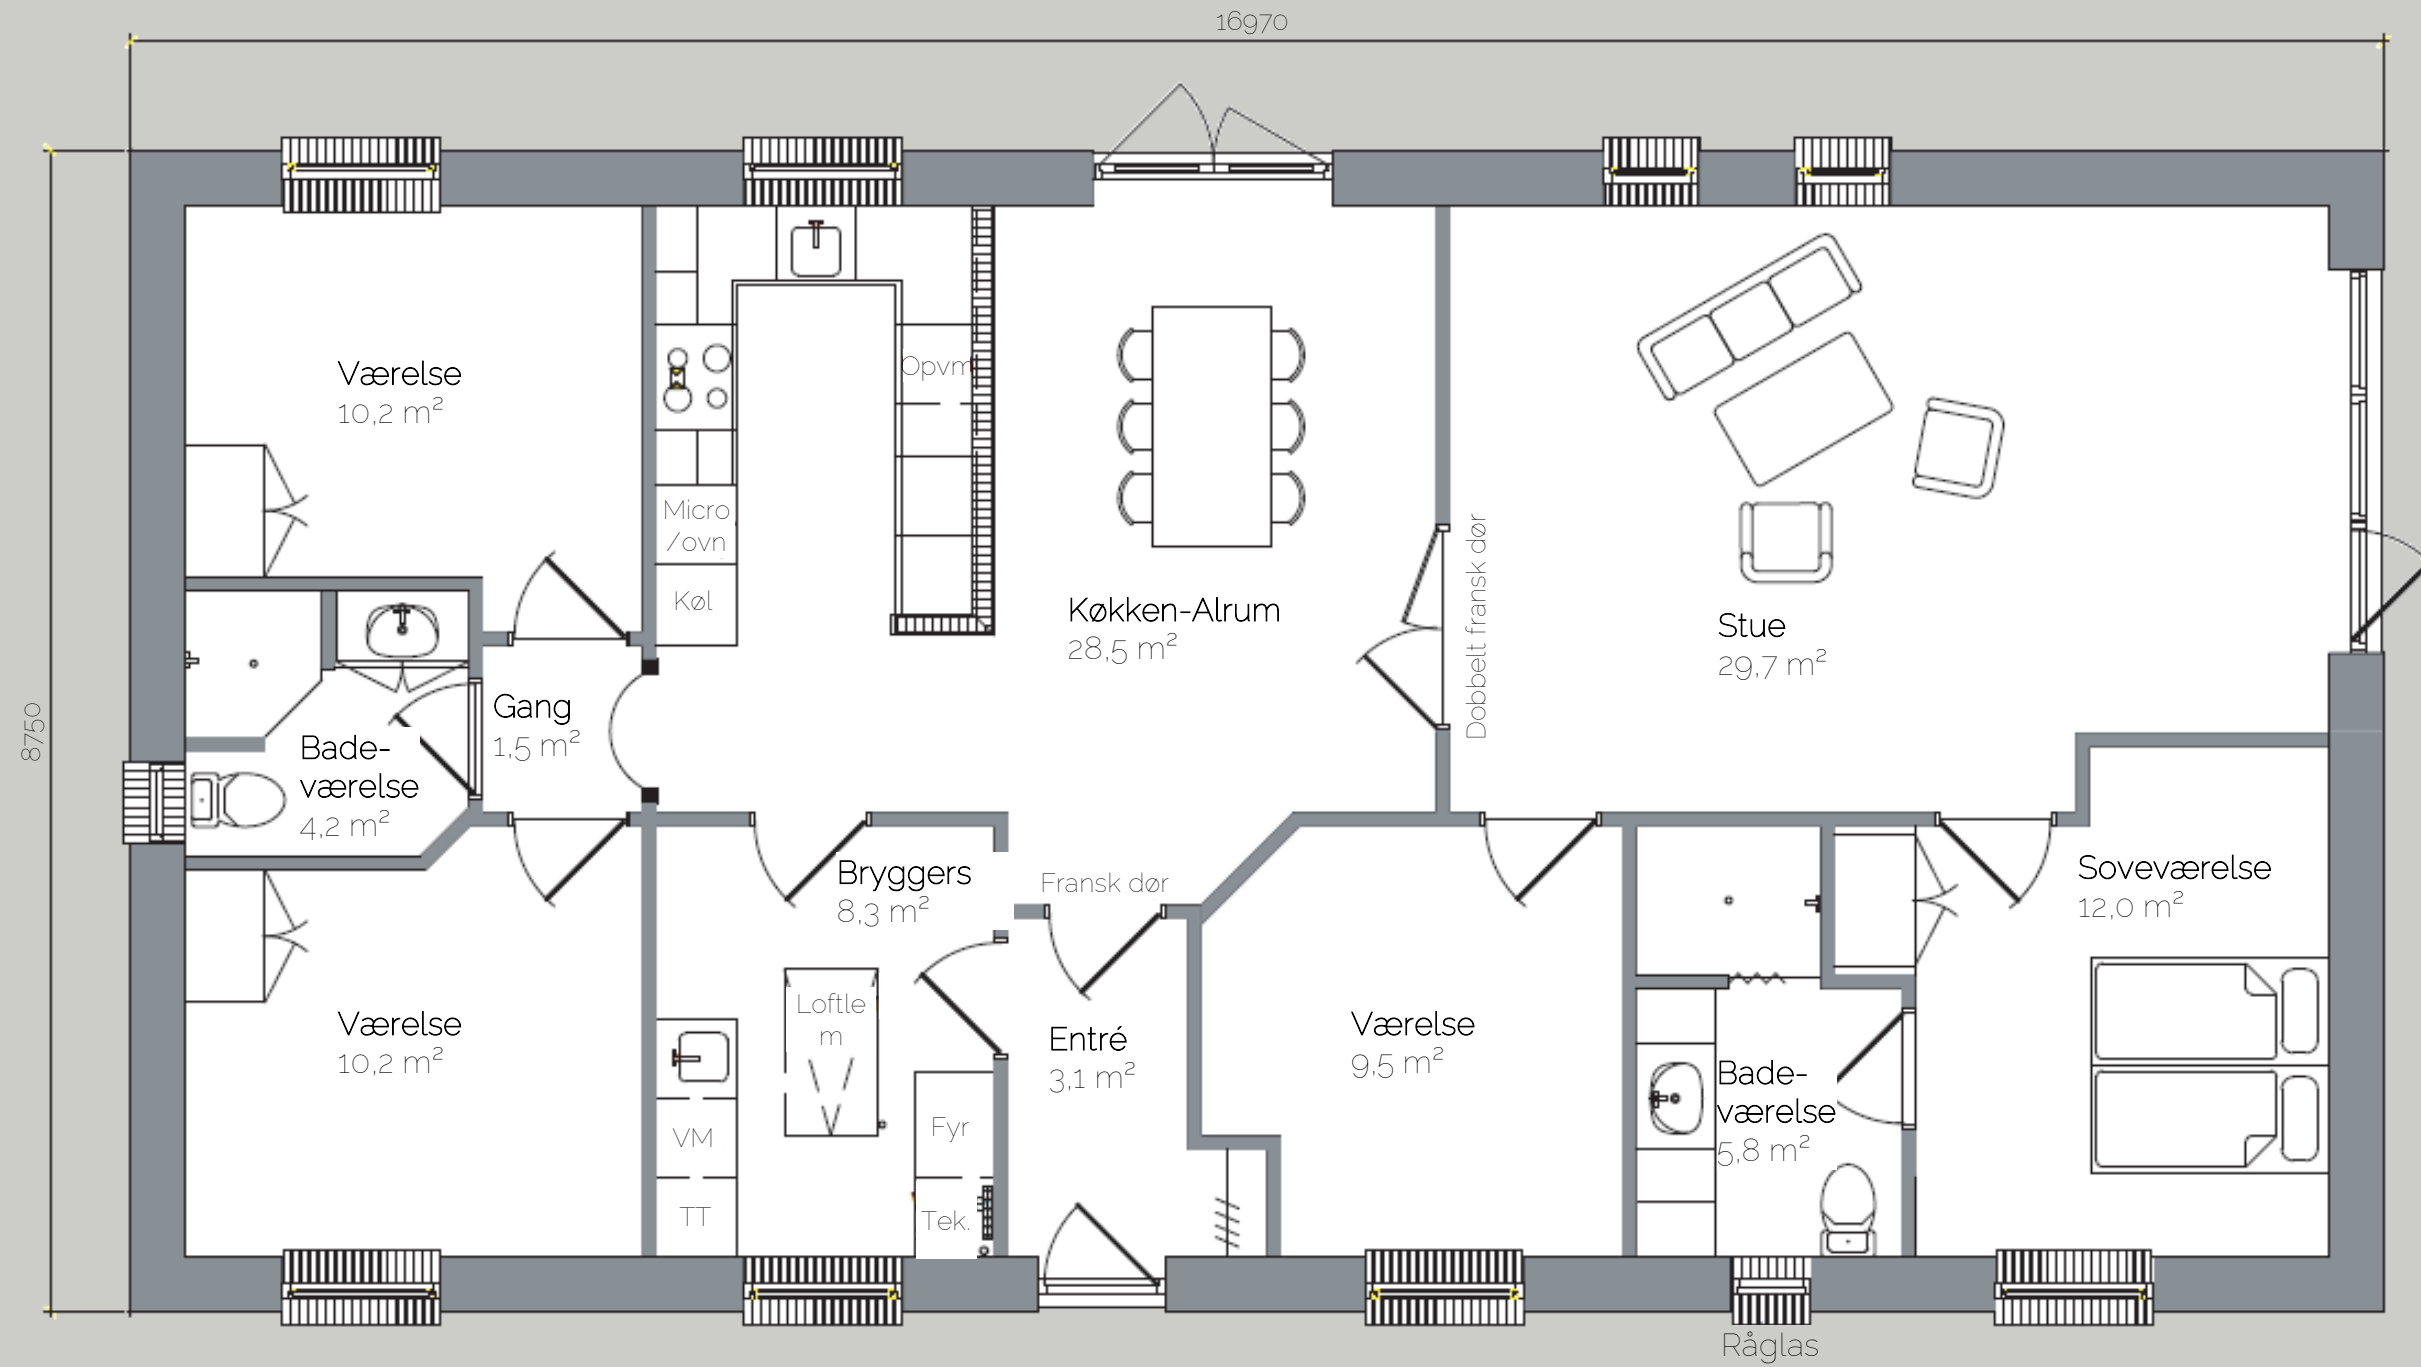 16970
8750
Værelse
10,2 m²
Opvm
Micro
/ovn
Køl
Køkken-Alrum
28,5 m²
Dobbelt fransk dør
Stue
29,7 m²
Gang
1,5 m²
Bade-
værelse
4,2 m²
Bryggers
8,3 m²
Fransk dør
Soveværelse
12,0 m²
Værelse
10,2 m²
Loftle
m
Entré
3,1 m²
Værelse
9,5 m²
Bade-
værelse
5,8 m²
VM
Fyr
TT
Tek.
Råglas